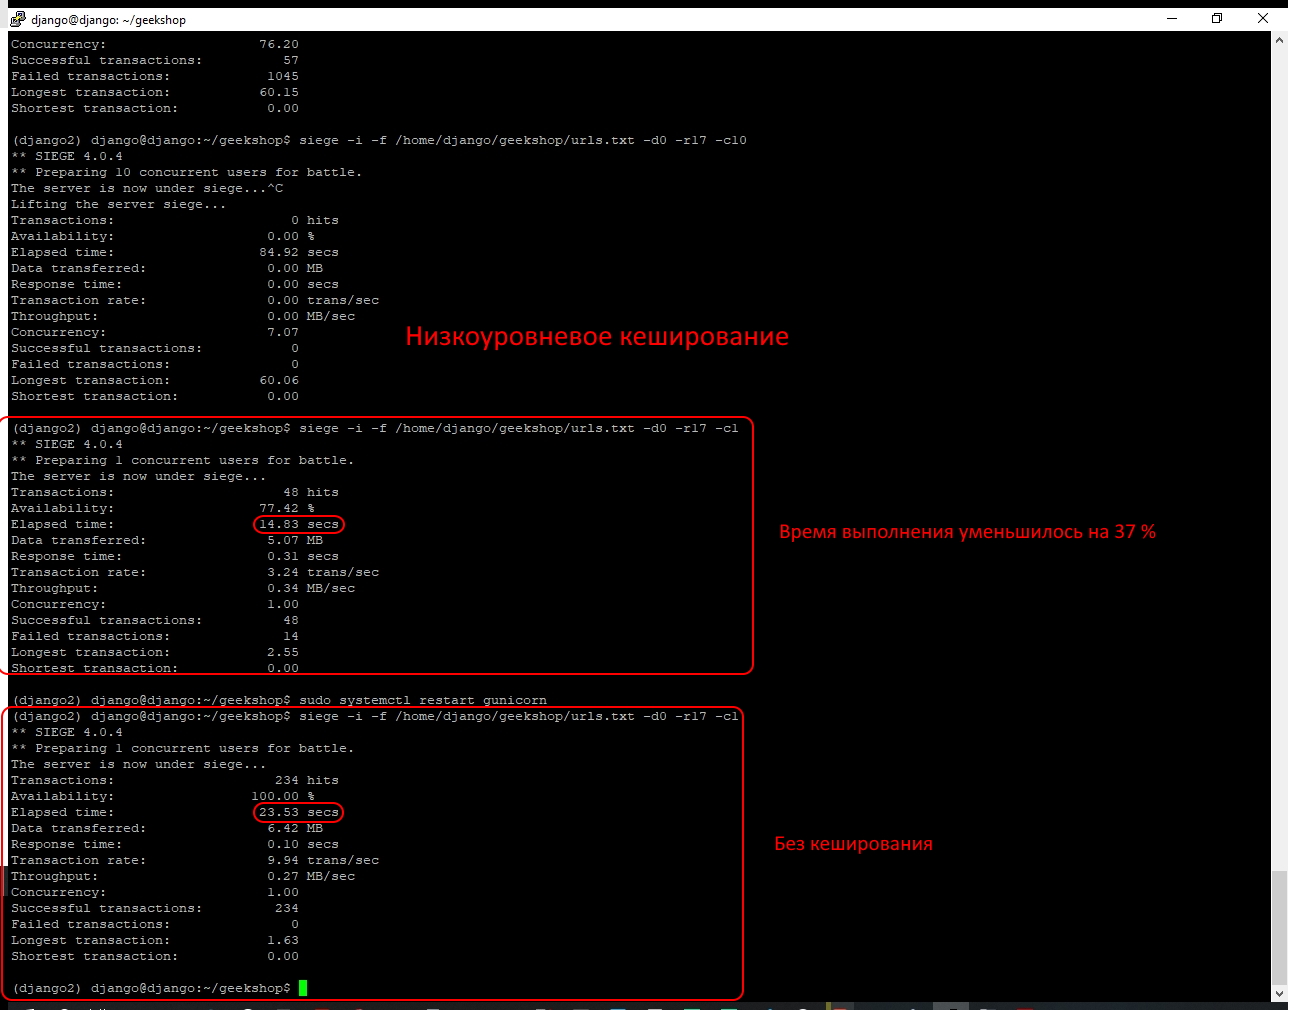 django@django: ~/geekshop
Concurrency: 76.20
Successful transactions: 57
Failed transactions: 1045
Longest transaction: 60.15
Shortest transaction: 0.00
(django2) django@django:~/geekshop$ siege -i -f /home/django/geekshop/urls.txt -d0 -r17 -c10
** SIEGE 4.0.4
** Preparing 10 concurrent users for battle.
The server is now under siege...^C
Lifting the server siege...
Transactions: 0 hits
Availability: 0.00 %
Elapsed time: 84.92 secs
Data transferred: 0.00 MB
Response time: 0.00 secs
Transaction rate: 0.00 trans/sec
Throughput: 0.00 MB/sec
Concurrency: 7.07
Низкоуровневое кеширование
Successful transactions: 0
Failed transactions: 0
Longest transaction: 60.06
Shortest transaction: 0.00
(django2) django@django:~/geekshop$ siege -i -f /home/django/geekshop/urls.txt -d0 -r17 -c1
** SIEGE 4.0.4
** Preparing 1 concurrent users for battle.
The server is now under siege...
Transactions: 48 hits
Availability: 77.42 %
Elapsed time: 14.83 secs
Время выполнения уменьшилось на 37 %
Data transferred: 5.07 MB
Response time: 0.31 secs
Transaction rate: 3.24 trans/sec
Throughput: 0.34 MB/sec
Concurrency: 1.00
Successful transactions: 48
Failed transactions: 14
Longest transaction: 2.55
Shortest transaction: 0.00
(django2) django@django:~/geekshop$ sudo systemctl restart gunicorn
(django2) django@django:~/geekshop$ siege -i -f /home/django/geekshop/urls.txt -d0 -r17 -c1
** SIEGE 4.0.4
** Preparing 1 concurrent users for battle.
The server is now under siege...
Transactions: 234 hits
Availability: 100.00 %
Elapsed time: 23.53 secs
Data transferred: 6.42 MB
Response time: 0.10 secs
Без кеширования
Transaction rate: 9.94 trans/sec
Throughput: 0.27 MB/sec
Concurrency: 1.00
Successful transactions: 234
Failed transactions: 0
Longest transaction: 1.63
Shortest transaction: 0.00
(django2) django@django:~/geekshop$